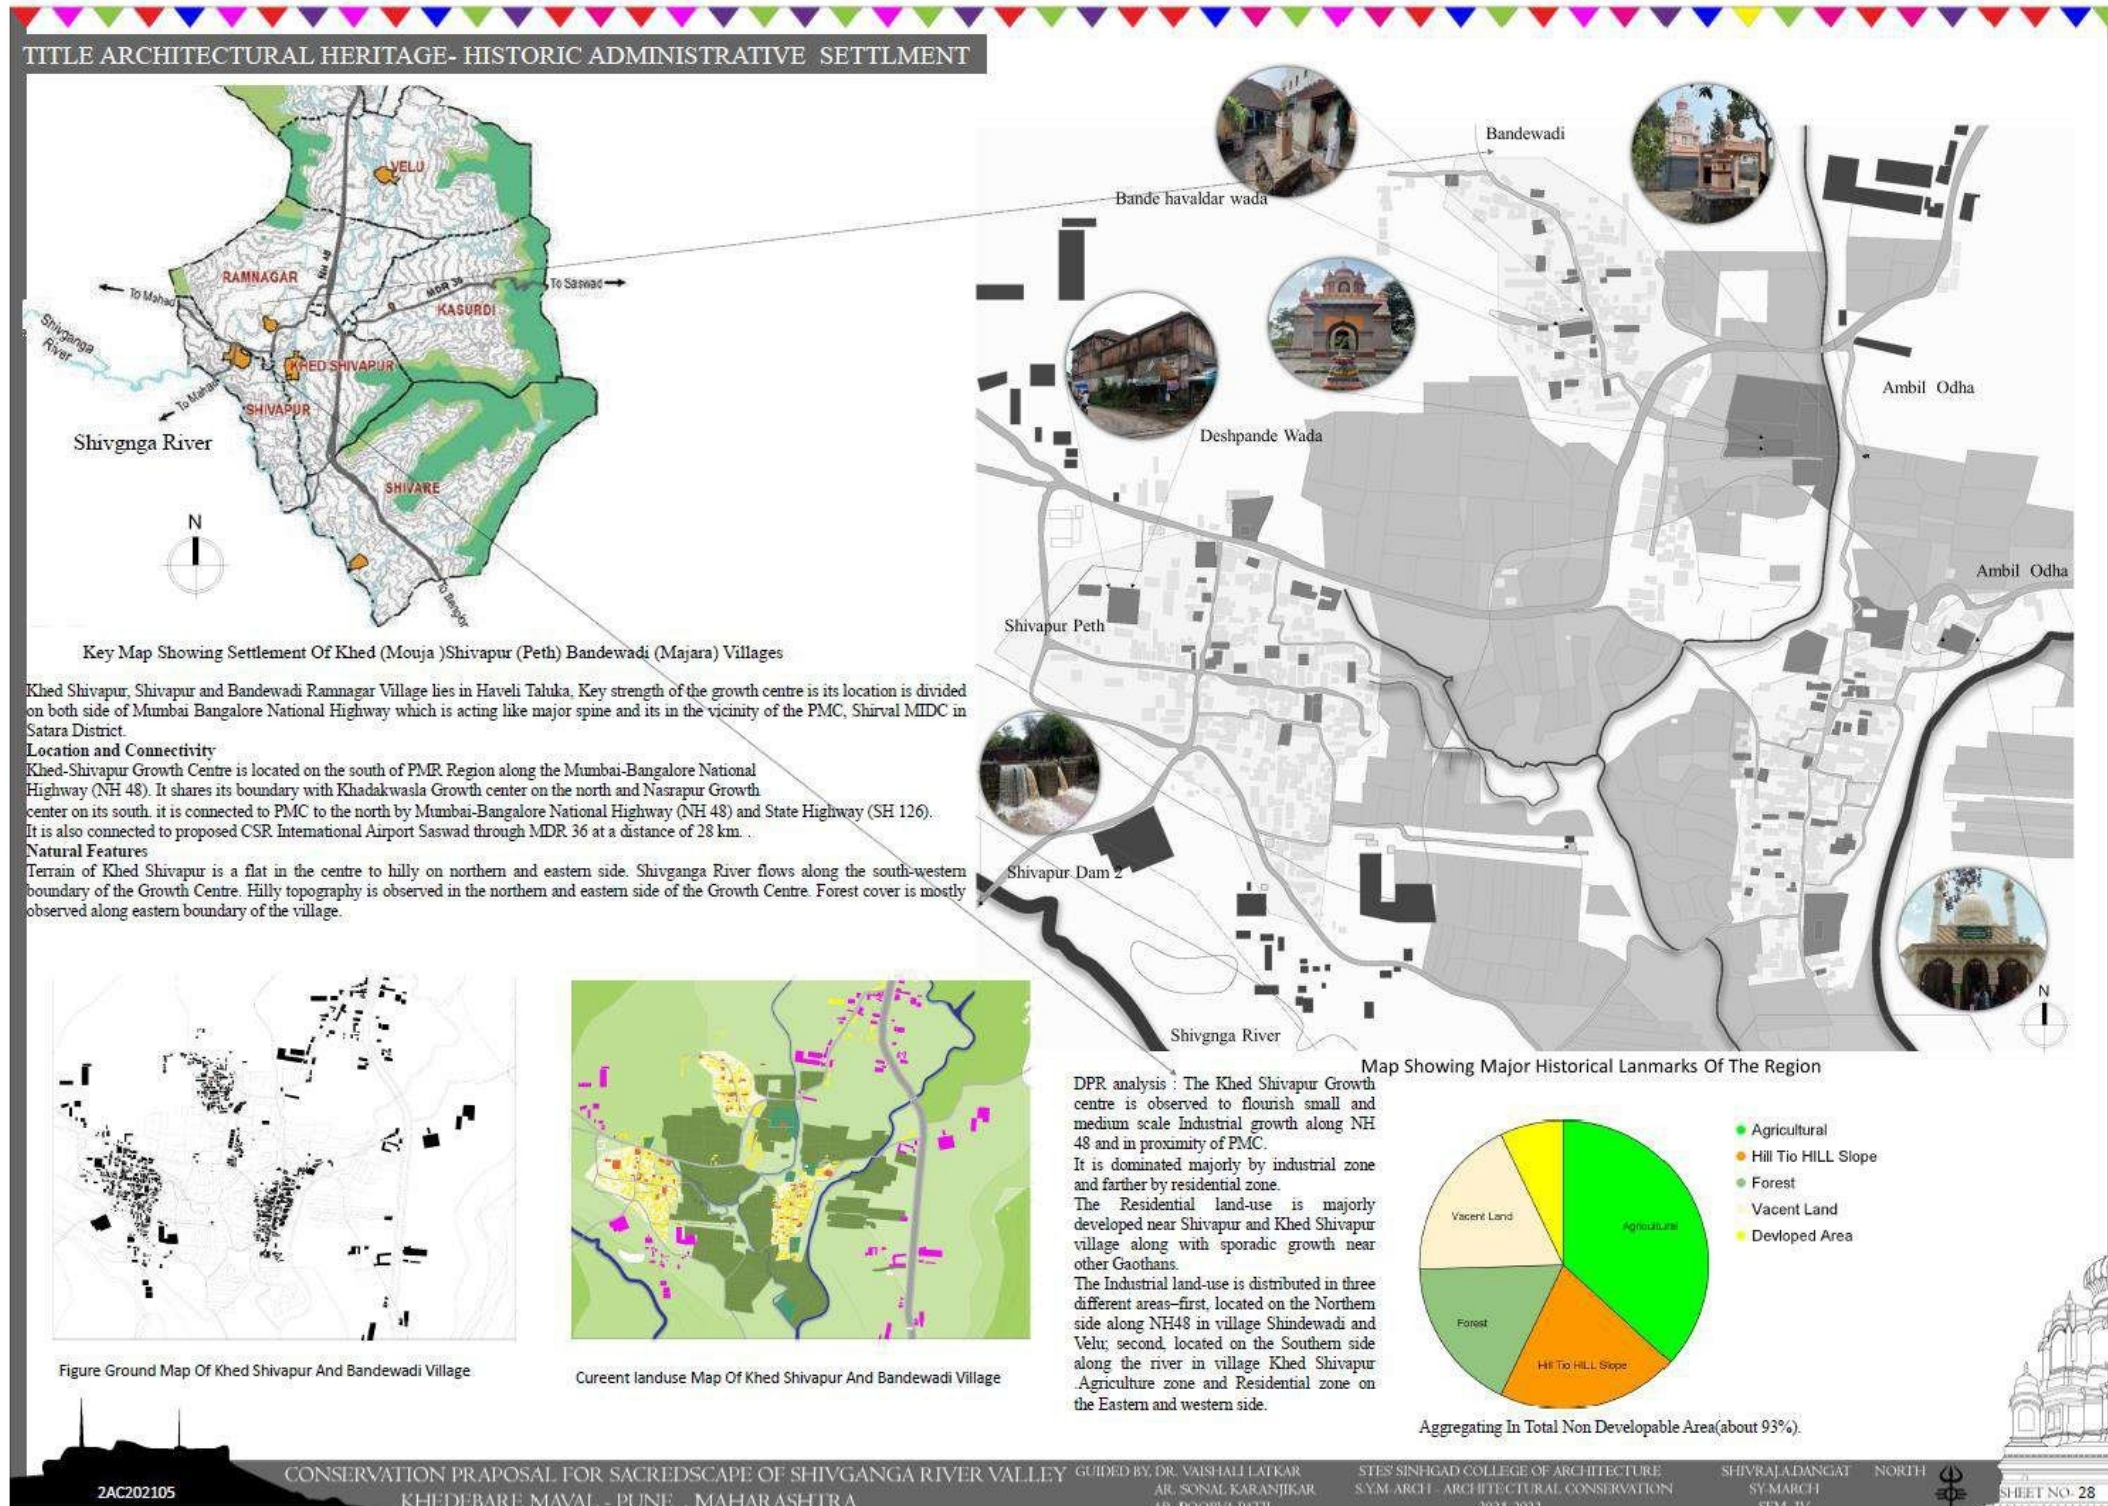 TITLE ARCHITECTURAL HERITAGE- HISTORIC ADMINISTRATIVE SETTLMENT
VELU
RAMNAGAR
NH 48
MDR 36
To Saswad
KASURDI
To Mahad
Shivganga
River
KHED SHIVAPUR
To Mahad
SHIVAPUR
Shivgnga River
SHIVARE
N
Key Map Showing Settlement Of Khed (Mouja )Shivapur (Peth) Bandewadi (Majara) Villages
Khed Shivapur, Shivapur and Bandewadi Ramnagar Village lies in Haveli Taluka, Key strength of the growth centre is its location is divided
on both side of Mumbai Bangalore National Highway which is acting like major spine and its in the vicinity of the PMC, Shirval MIDC in
Satara District.
Location and Connectivity
Khed-Shivapur Growth Centre is located on the south of PMR Region along the Mumbai-Bangalore National
Highway (NH 48). It shares its boundary with Khadakwasla Growth center on the north and Nasrapur Growth
center on its south. it is connected to PMC to the north by Mumbai-Bangalore National Highway (NH 48) and State Highway (SH 126).
It is also connected to proposed CSR International Airport Saswad through MDR 36 at a distance of 28 km. .
Natural Features
Terrain of Khed Shivapur is a flat in the centre to hilly on northern and eastern side. Shivganga River flows along the south-western
boundary of the Growth Centre. Hilly topography is observed in the northern and eastern side of the Growth Centre. Forest cover is mostly
observed along eastern boundary of the village.
Figure Ground Map Of Khed Shivapur And Bandewadi Village
Cureent landuse Map Of Khed Shivapur And Bandewadi Village
Bandewadi
Bande havaldar wada
Ambil Odha
Deshpande Wada
Ambil Odha
Shivapur Peth
Shivapur Dam 2
Shivgnga River
N
Map Showing Major Historical Lanmarks Of The Region
DPR analysis : The Khed Shivapur Growth
centre is observed to flourish small and
medium scale Industrial growth along NH
48 and in proximity of PMC.
It is dominated majorly by industrial zone
and farther by residential zone.
The Residential land-use is majorly
developed near Shivapur and Khed Shivapur
village along with sporadic growth near
other Gaothans.
The Industrial land-use is distributed in three
different areas–first, located on the Northern
side along NH48 in village Shindewadi and
Velu; second, located on the Southern side
along the river in village Khed Shivapur
.Agriculture zone and Residential zone on
the Eastern and western side.
Vacent Land
Agricultural
Forest
Hill Tio HILL Slope
Agricultural
Hill Tio HILL Slope
Forest
Vacent Land
Devloped Area
Aggregating In Total Non Developable Area(about 93%).
2AC202105
CONSERVATION PRAPOSAL FOR SACREDSCAPE OF SHIVGANGA RIVER VALLEY
KHEDEBARE MAVAL - PUNE , MAHARASHTRA
GUIDED BY, DR. VAISHALI LATKAR
AR. SONAL KARANJIKAR
STES' SINHGAD COLLEGE OF ARCHITECTURE
S.Y.M-ARCH - ARCHITECTURAL CONSERVATION
SHIVRAJ.A.DANGAT
SY-MARCH
NORTH
SHEET NO- 28